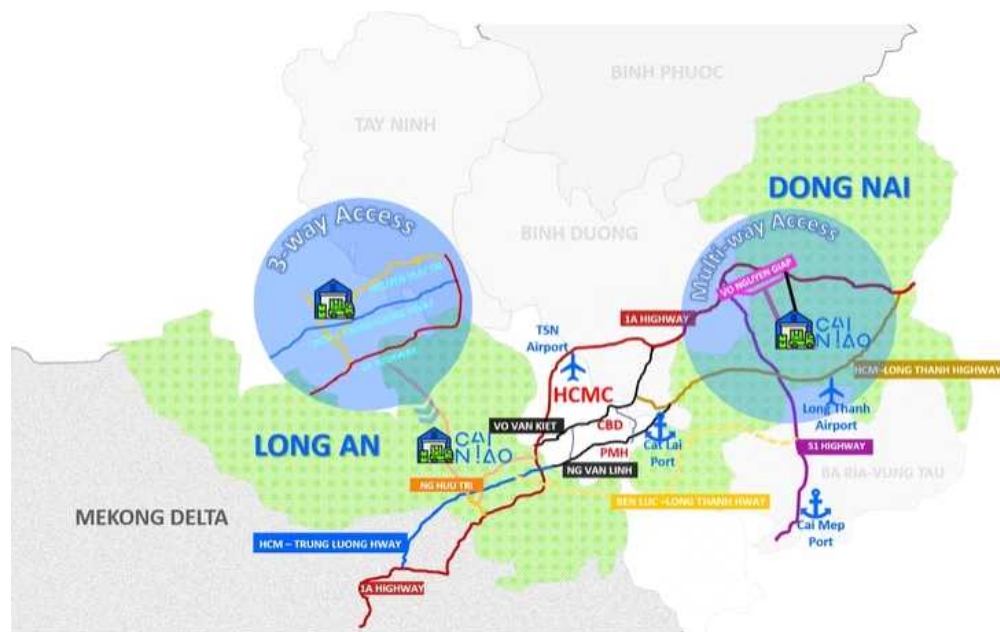 BINH PHUOC
TAY NINH
DONG NAI
3-way Access
BINH DUONG
Multi-way Access
VO NGUYEN GIAP
1A HIGHWAY
TSN
Airport
CAI
NIAO
HCM -LONG THANH HIGHWAY
HCMC
LONG AN
CAI
NIAO
VO VAN KIET
CBD
PMH
Cat Lai
Port
Long Thanh
Airport
51 HIGHWAY
NG VAN LINH
NG HUU TRI
BEN LUC -LONG THANH HWAY
BA RIA-VUNG TAU
MEKONG DELTA
HCM – TRUNG LUONG HWAY
Cai Mep
Port
1A HIGHWAY